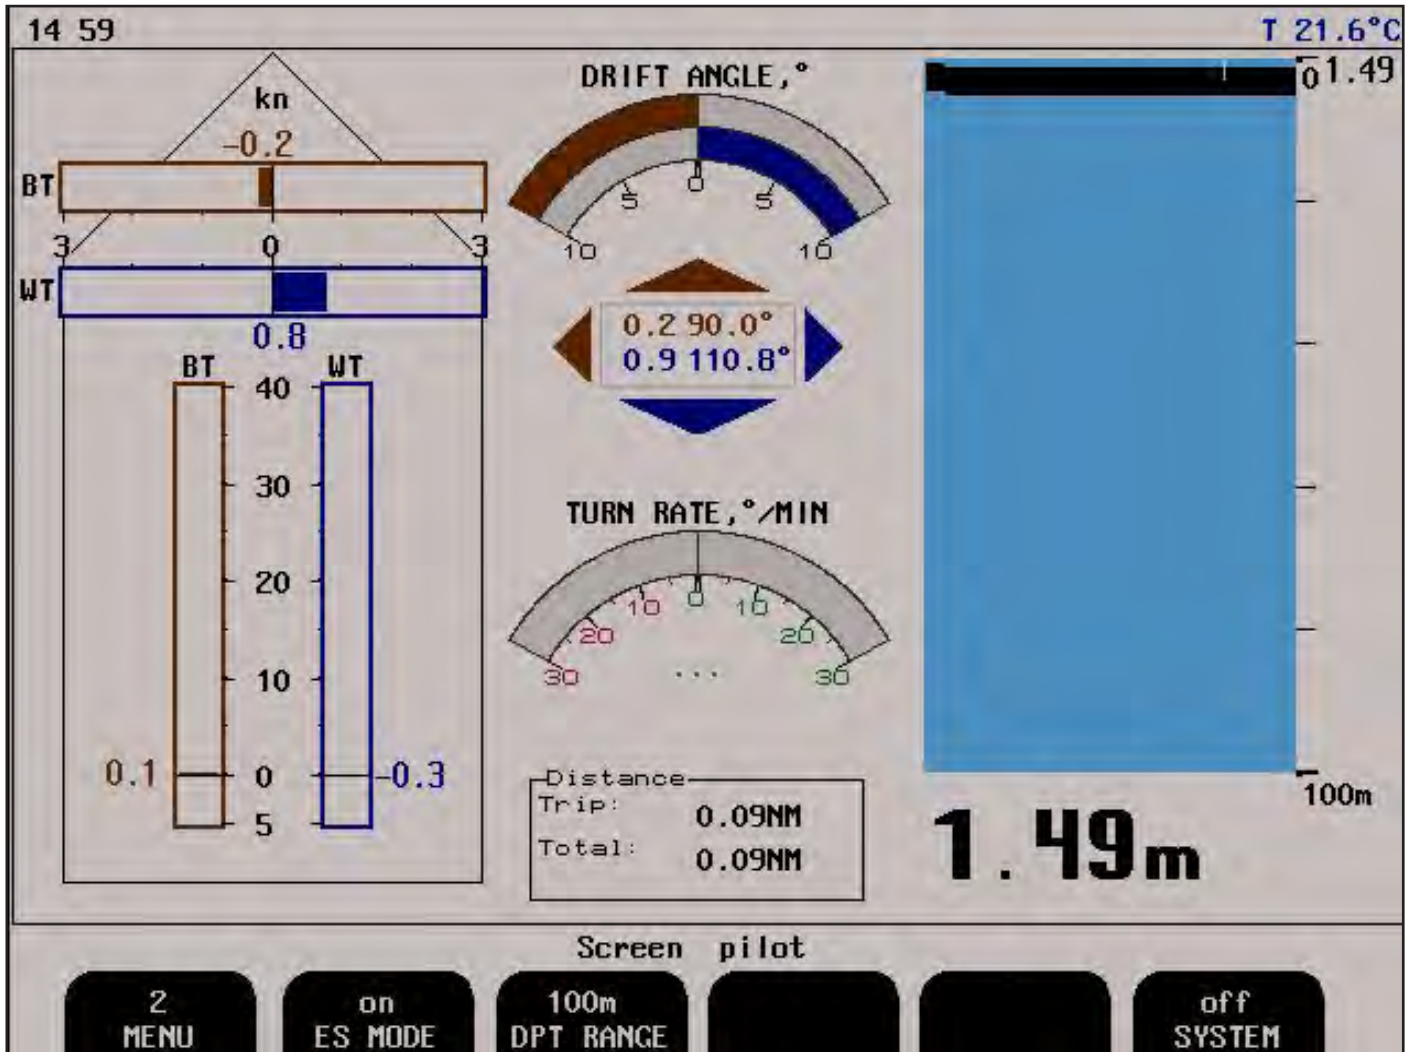 14 59
T 21.6°C
kn
-0.2
BT
3 0 3
WT
0.8
BT WT
40
30
20
10
0.1 0 -0.3
5
DRIFT ANGLE,°
10 5 0 5 10
0.2 90.0°
0.9 110.8°
TURN RATE,°/MIN
30 20 10 0 10 20 30
...
Distance
Trip: 0.09NM
Total: 0.09NM
0 1.49
100m
1.49m
Screen pilot
2 on 100m off
MENU ES MODE DPT RANGE SYSTEM